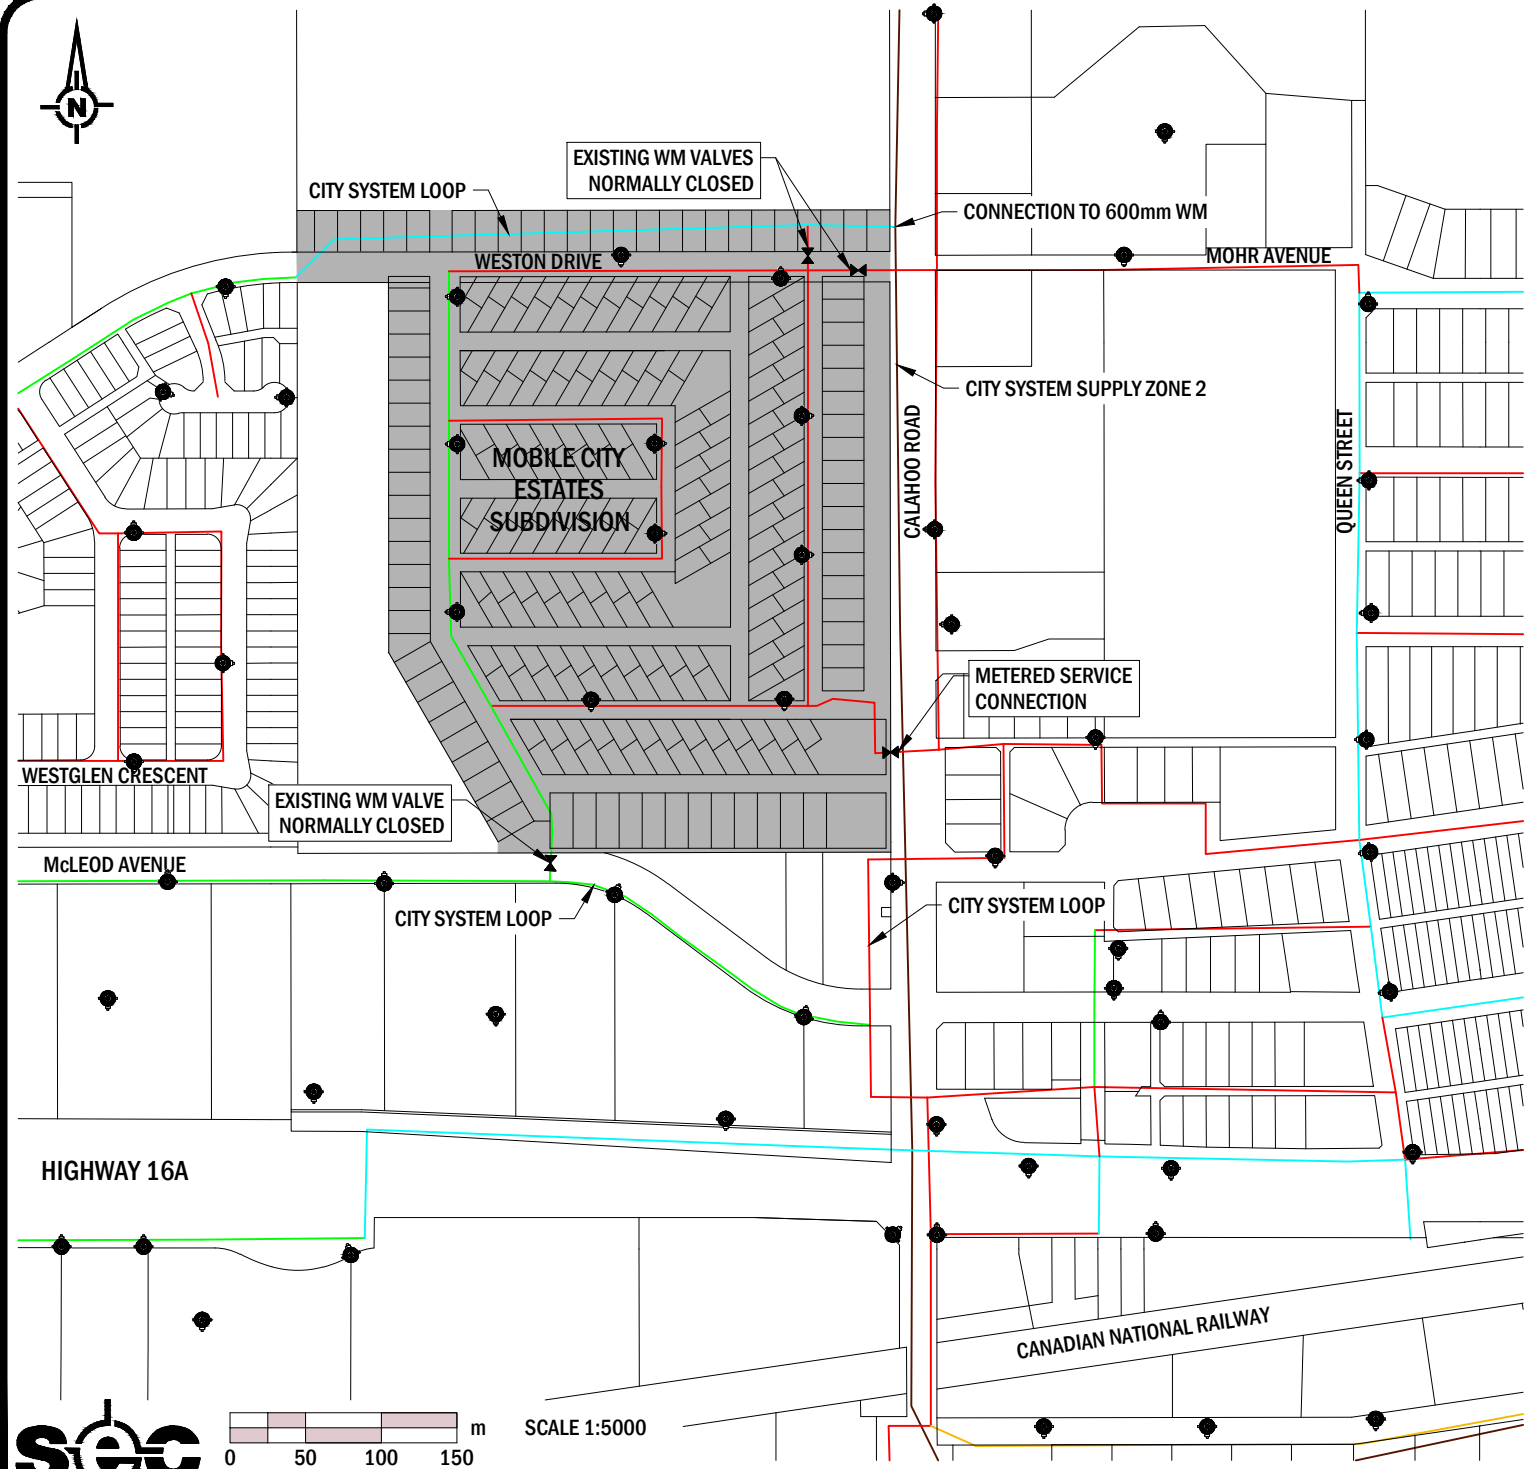 N
EXISTING WM VALVES
NORMALLY CLOSED
CITY SYSTEM LOOP
CONNECTION TO 600mm WM
WESTON DRIVE
MOHR AVENUE
CITY SYSTEM SUPPLY ZONE 2
CALAHOO ROAD
QUEEN STREET
MOBILE CITY
ESTATES
SUBDIVISION
METERED SERVICE
CONNECTION
WESTGLEN CRESCENT
EXISTING WM VALVE
NORMALLY CLOSED
McLEOD AVENUE
CITY SYSTEM LOOP
CITY SYSTEM LOOP
HIGHWAY 16A
CANADIAN NATIONAL RAILWAY
sec
m
SCALE 1:5000
0 50 100 150